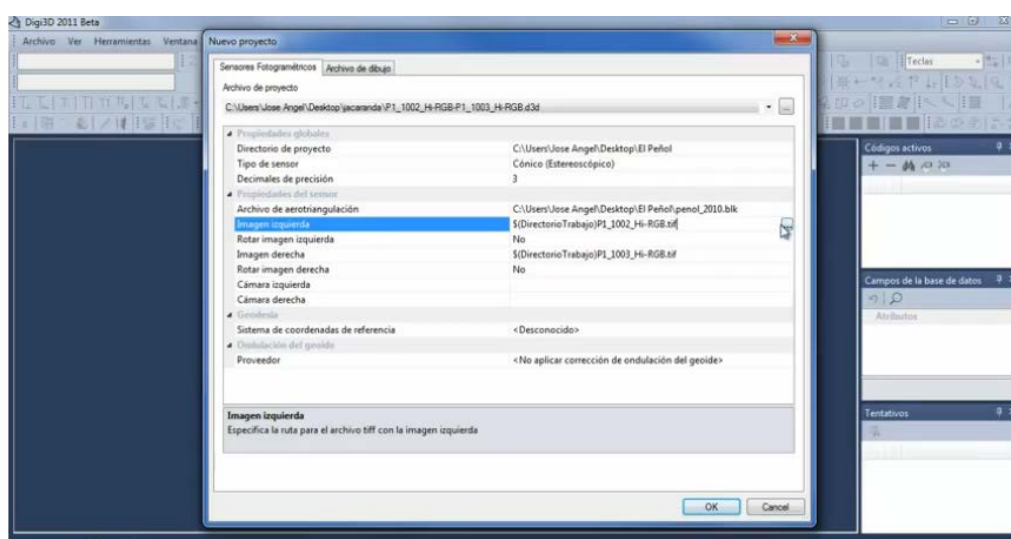 Digi3D 2011 Beta
Archivo Ver Herramientas Ventana
Nuevo proyecto
Sensores Fotogramétricos Archivo de dibujo
Archivo de proyecto
C:\Users\Jose Angel\Desktop\jacaranda\P1_1002_Hi-RGB-P1_1003_Hi-RGB.d3d
Propiedades globales
Directorio de proyecto C:\Users\Jose Angel\Desktop\El Peñol
Tipo de sensor Cónico (Estereoscópico)
Decimales de precisión 3
Propiedades del sensor
Archivo de aerotriangulación C:\Users\Jose Angel\Desktop\El Peñol\penol_2010.blk
Imagen izquierda $(DirectorioTrabajo)P1_1002_Hi-RGB.tif
Rotar imagen izquierda No
Imagen derecha $(DirectorioTrabajo)P1_1003_Hi-RGB.tif
Rotar imagen derecha No
Cámara izquierda
Cámara derecha
Geodesia
Sistema de coordenadas de referencia <Desconocido>
Ondulación del geoide
Proveedor <No aplicar corrección de ondulación del geoide>
Imagen izquierda
Especifica la ruta para el archivo tiff con la imagen izquierda
OK Cancel
Teclas
Códigos activos
Campos de la base de datos
Atributos
Tentativos